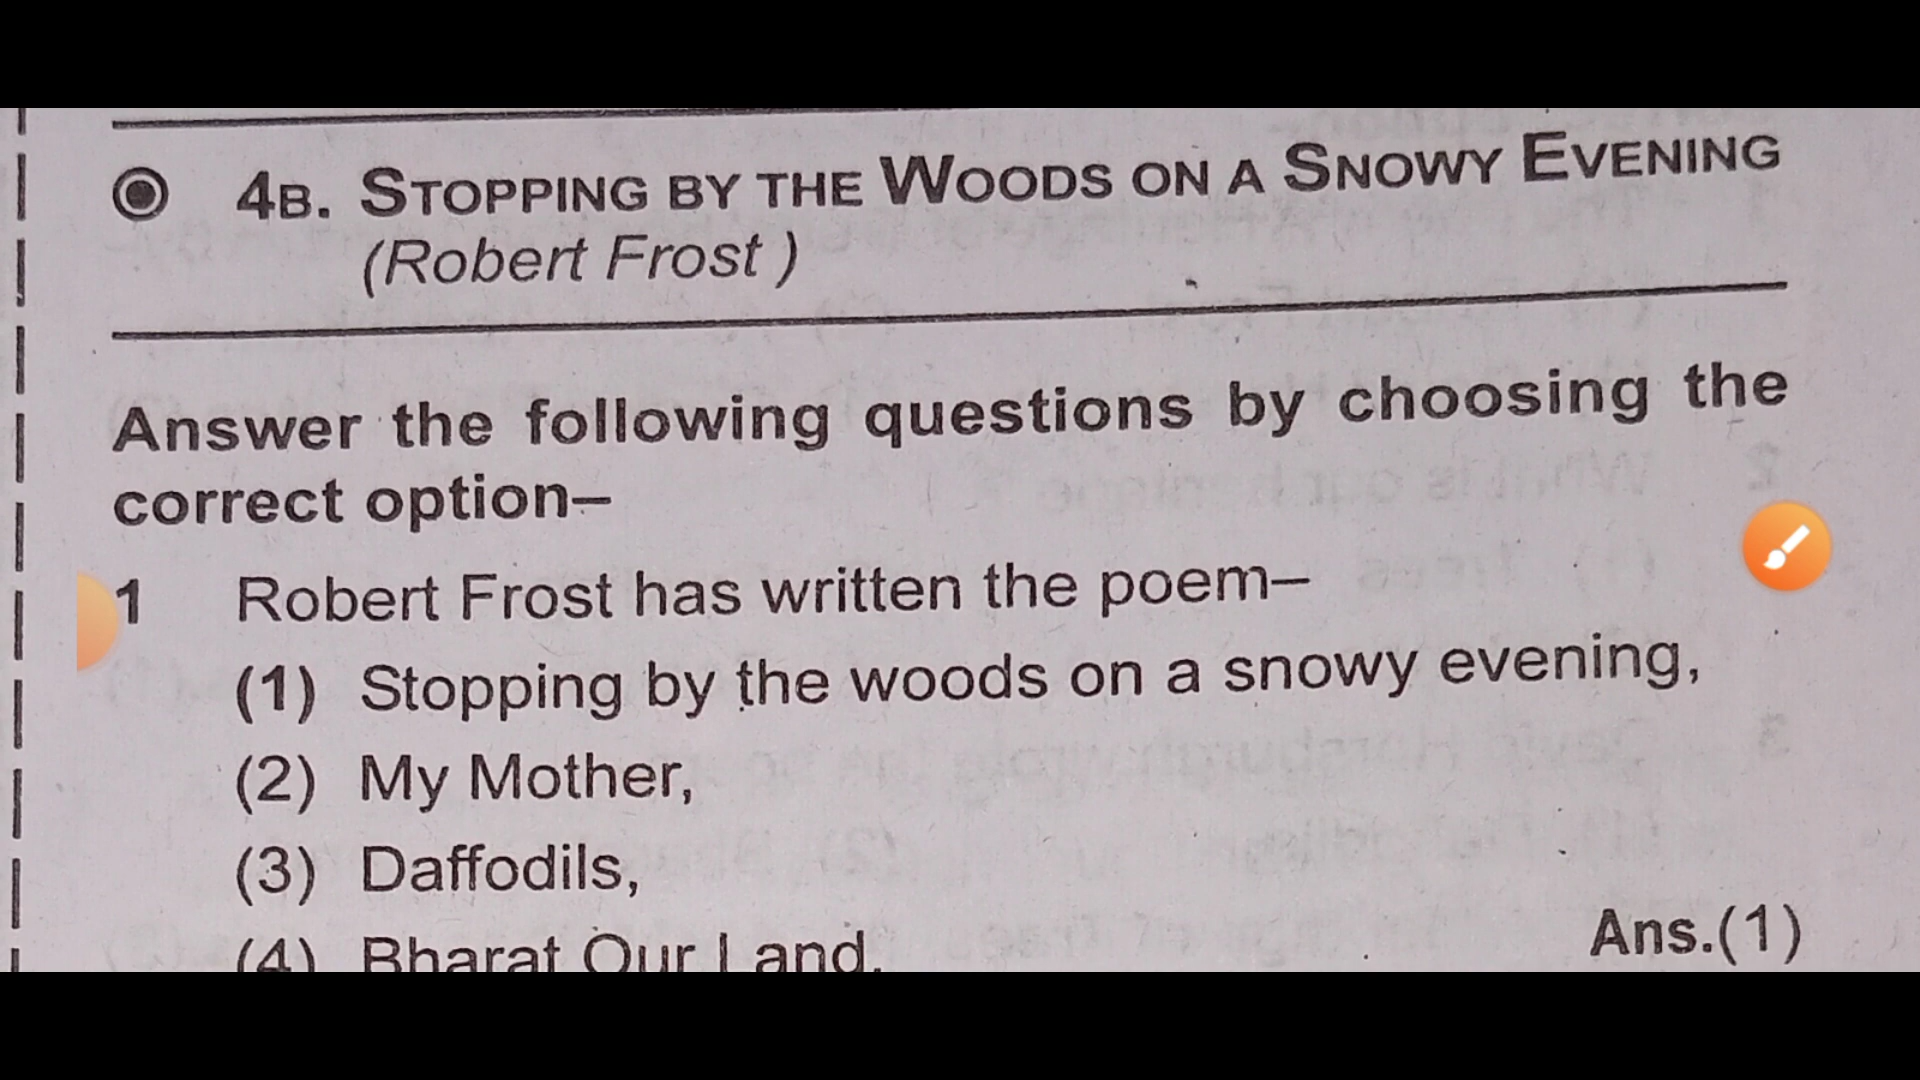 4B. STOPPING BY THE WOODS ON A SNOWY EVENING
(Robert Frost )
Answer the following questions by choosing the
correct option–
1 Robert Frost has written the poem–
(1) Stopping by the woods on a snowy evening,
(2) My Mother,
(3) Daffodils,
(4) Bharat Our Land.
Ans.(1)